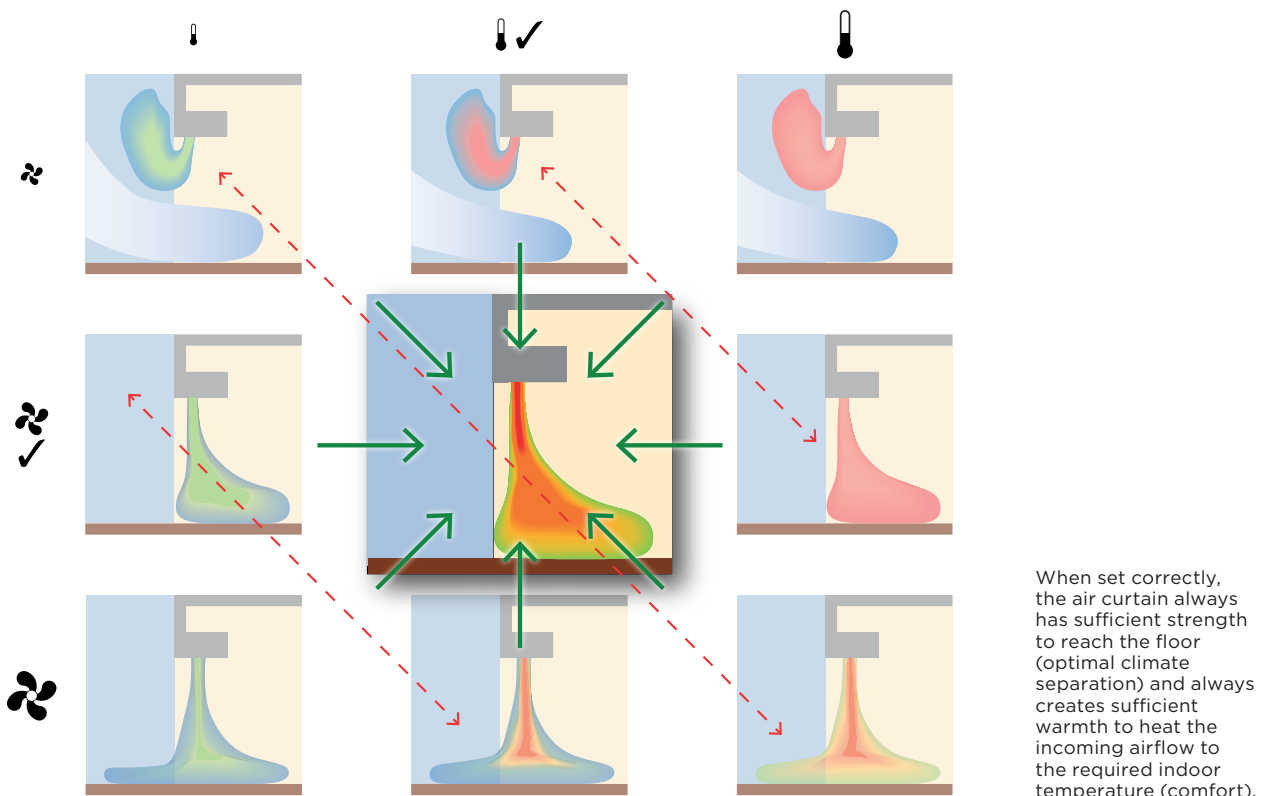 When set correctly,
the air curtain always
has sufficient strength
to reach the floor
(optimal climate
separation) and always
creates sufficient
warmth to heat the
incoming airflow to
the required indoor
temperature (comfort).